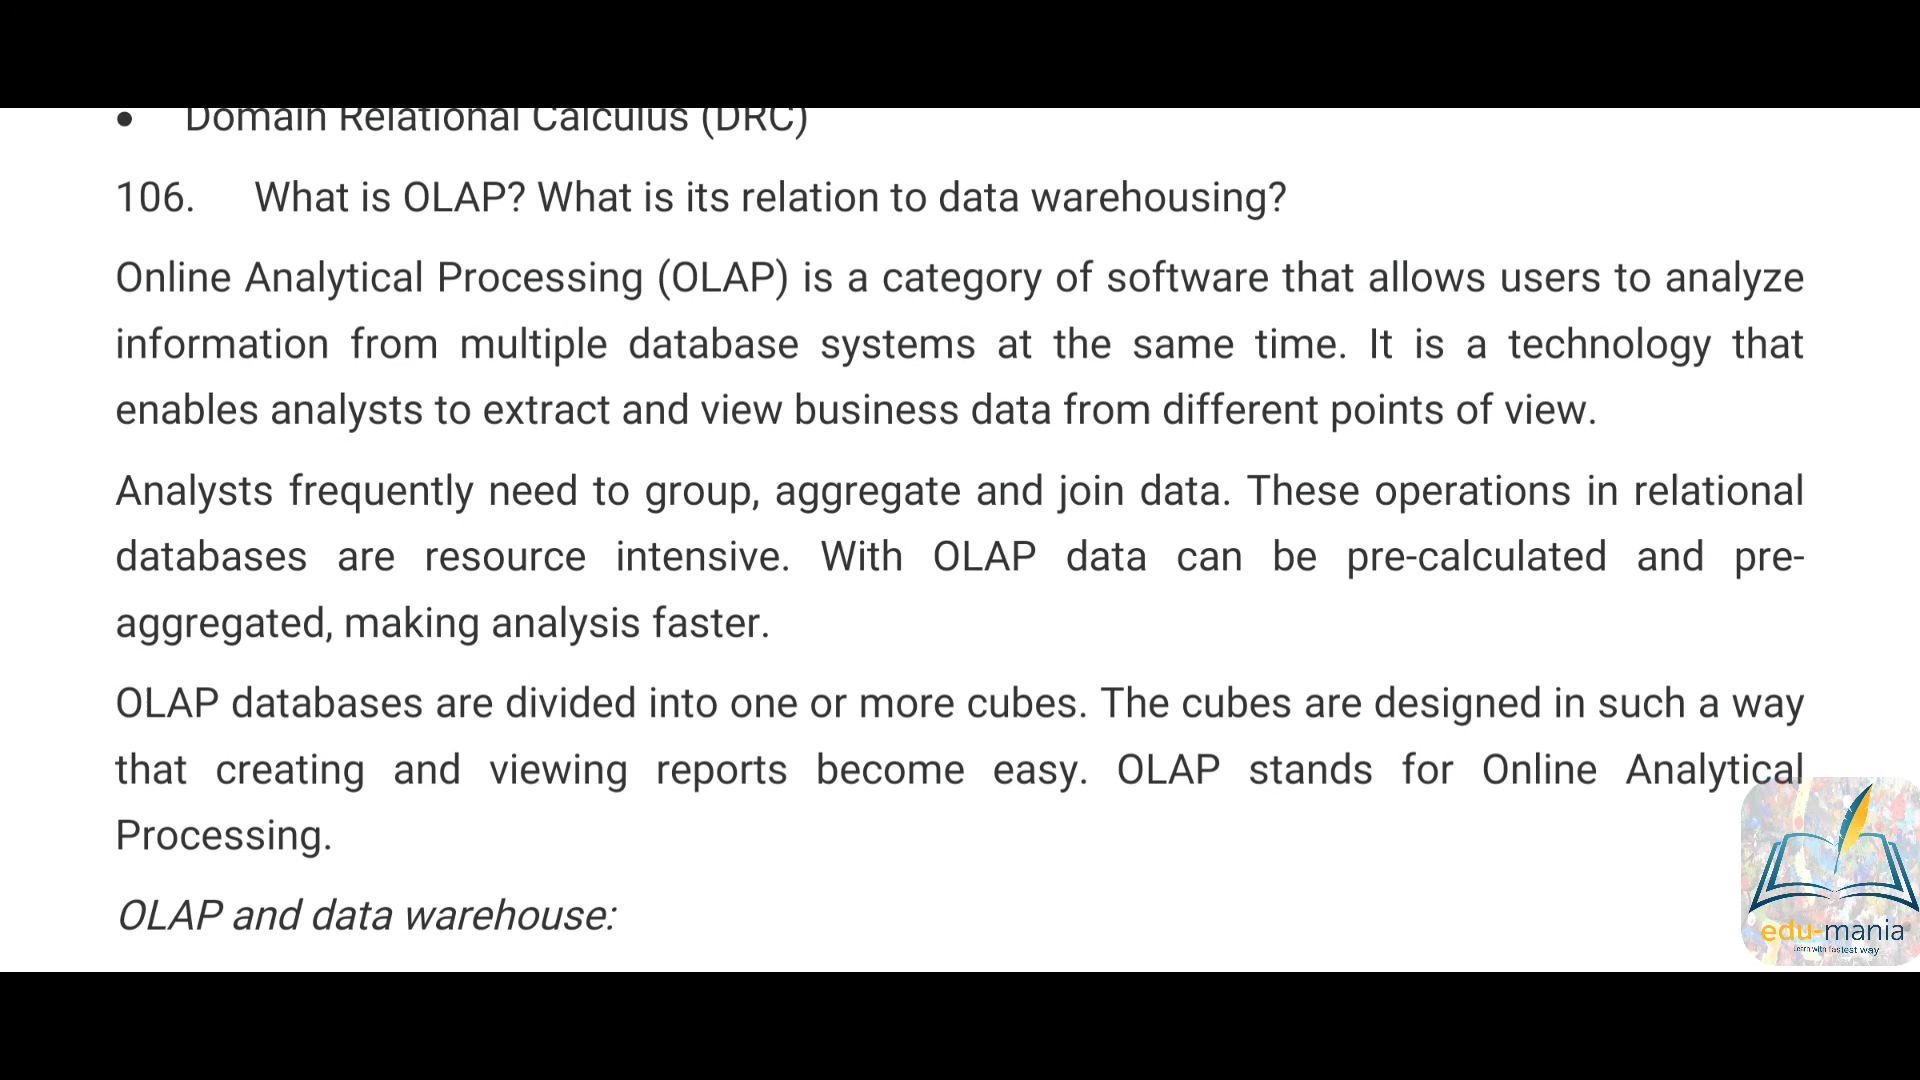 • Domain Relational Calculus (DRC)
106. What is OLAP? What is its relation to data warehousing?
Online Analytical Processing (OLAP) is a category of software that allows users to analyze
information from multiple database systems at the same time. It is a technology that
enables analysts to extract and view business data from different points of view.
Analysts frequently need to group, aggregate and join data. These operations in relational
databases are resource intensive. With OLAP data can be pre-calculated and pre-
aggregated, making analysis faster.
OLAP databases are divided into one or more cubes. The cubes are designed in such a way
that creating and viewing reports become easy. OLAP stands for Online Analytical
Processing.
OLAP and data warehouse:
edu-mania
Learn with fastest way